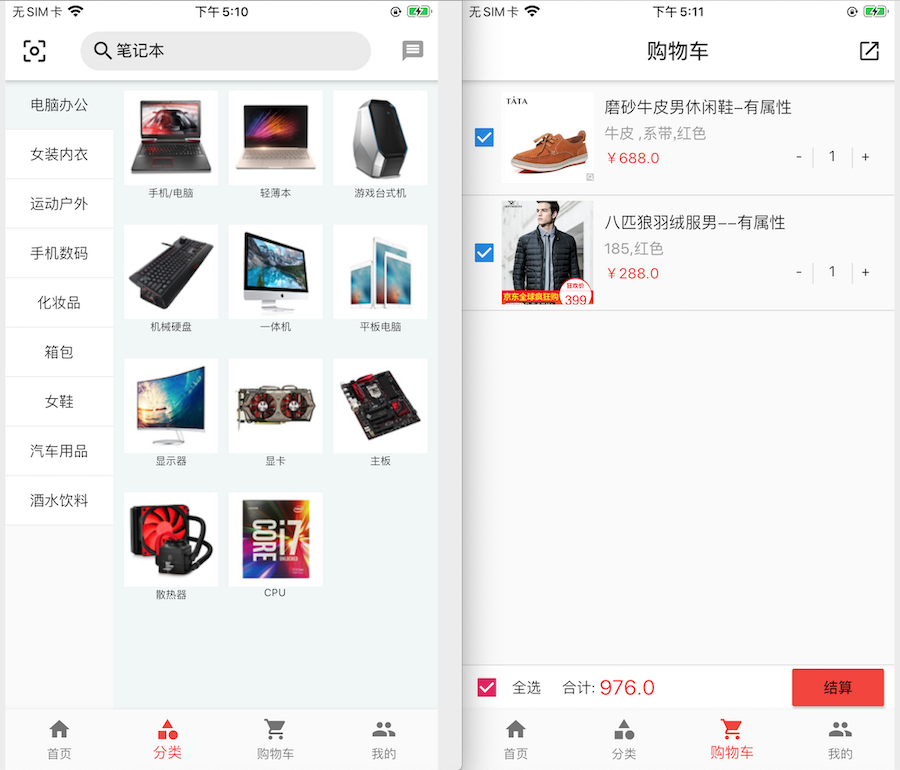 无SIM卡
下午5:10
笔记本
电脑办公
女装内衣
运动户外
手机数码
化妆品
箱包
女鞋
汽车用品
酒水饮料
手机/电脑
轻薄本
游戏台式机
机械硬盘
一体机
平板电脑
显示器
显卡
主板
CORE i7
散热器
CPU
首页
分类
购物车
我的
无SIM卡
下午5:11
购物车
TATA
磨砂牛皮男休闲鞋-有属性
牛皮 ,系带,红色
¥688.0
- 1 +
八匹狼羽绒服男--有属性
185,红色
¥288.0
- 1 +
京东全球疯狂购
狂欢价
399
全选
合计: 976.0
结算
首页
分类
购物车
我的